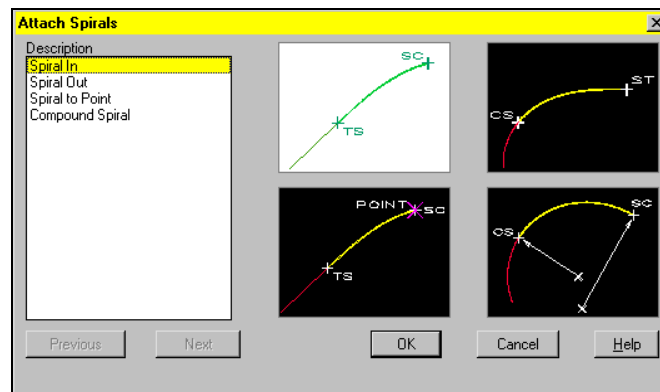 Attach Spirals
Description
Spiral In
Spiral Out
Spiral to Point
Compound Spiral
SC
TS
ST
CS
POINT SC
TS
SC
CS
Previous Next OK Cancel Help